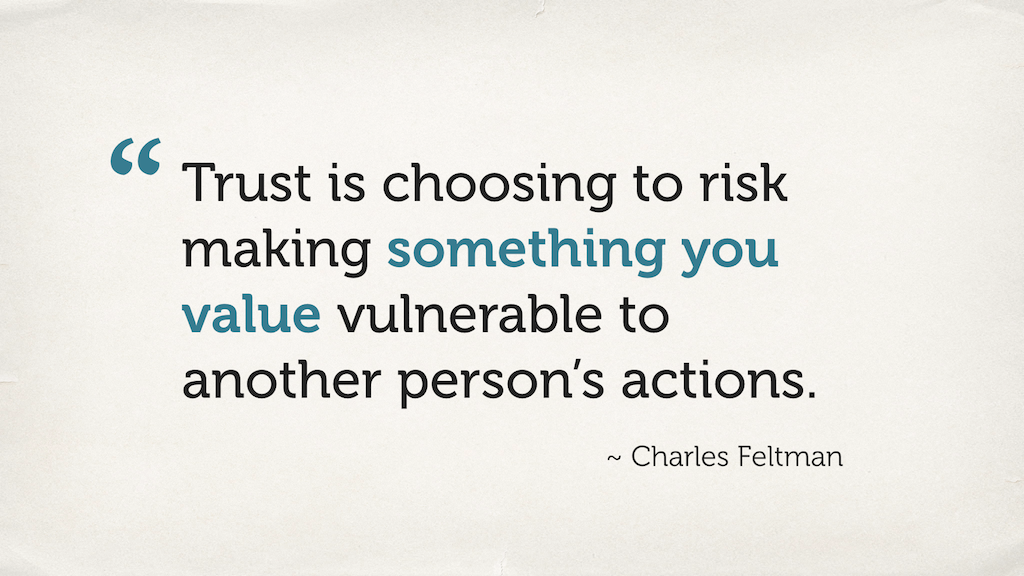 “Trust is choosing to risk
making something you
value vulnerable to
another person’s actions.
~ Charles Feltman